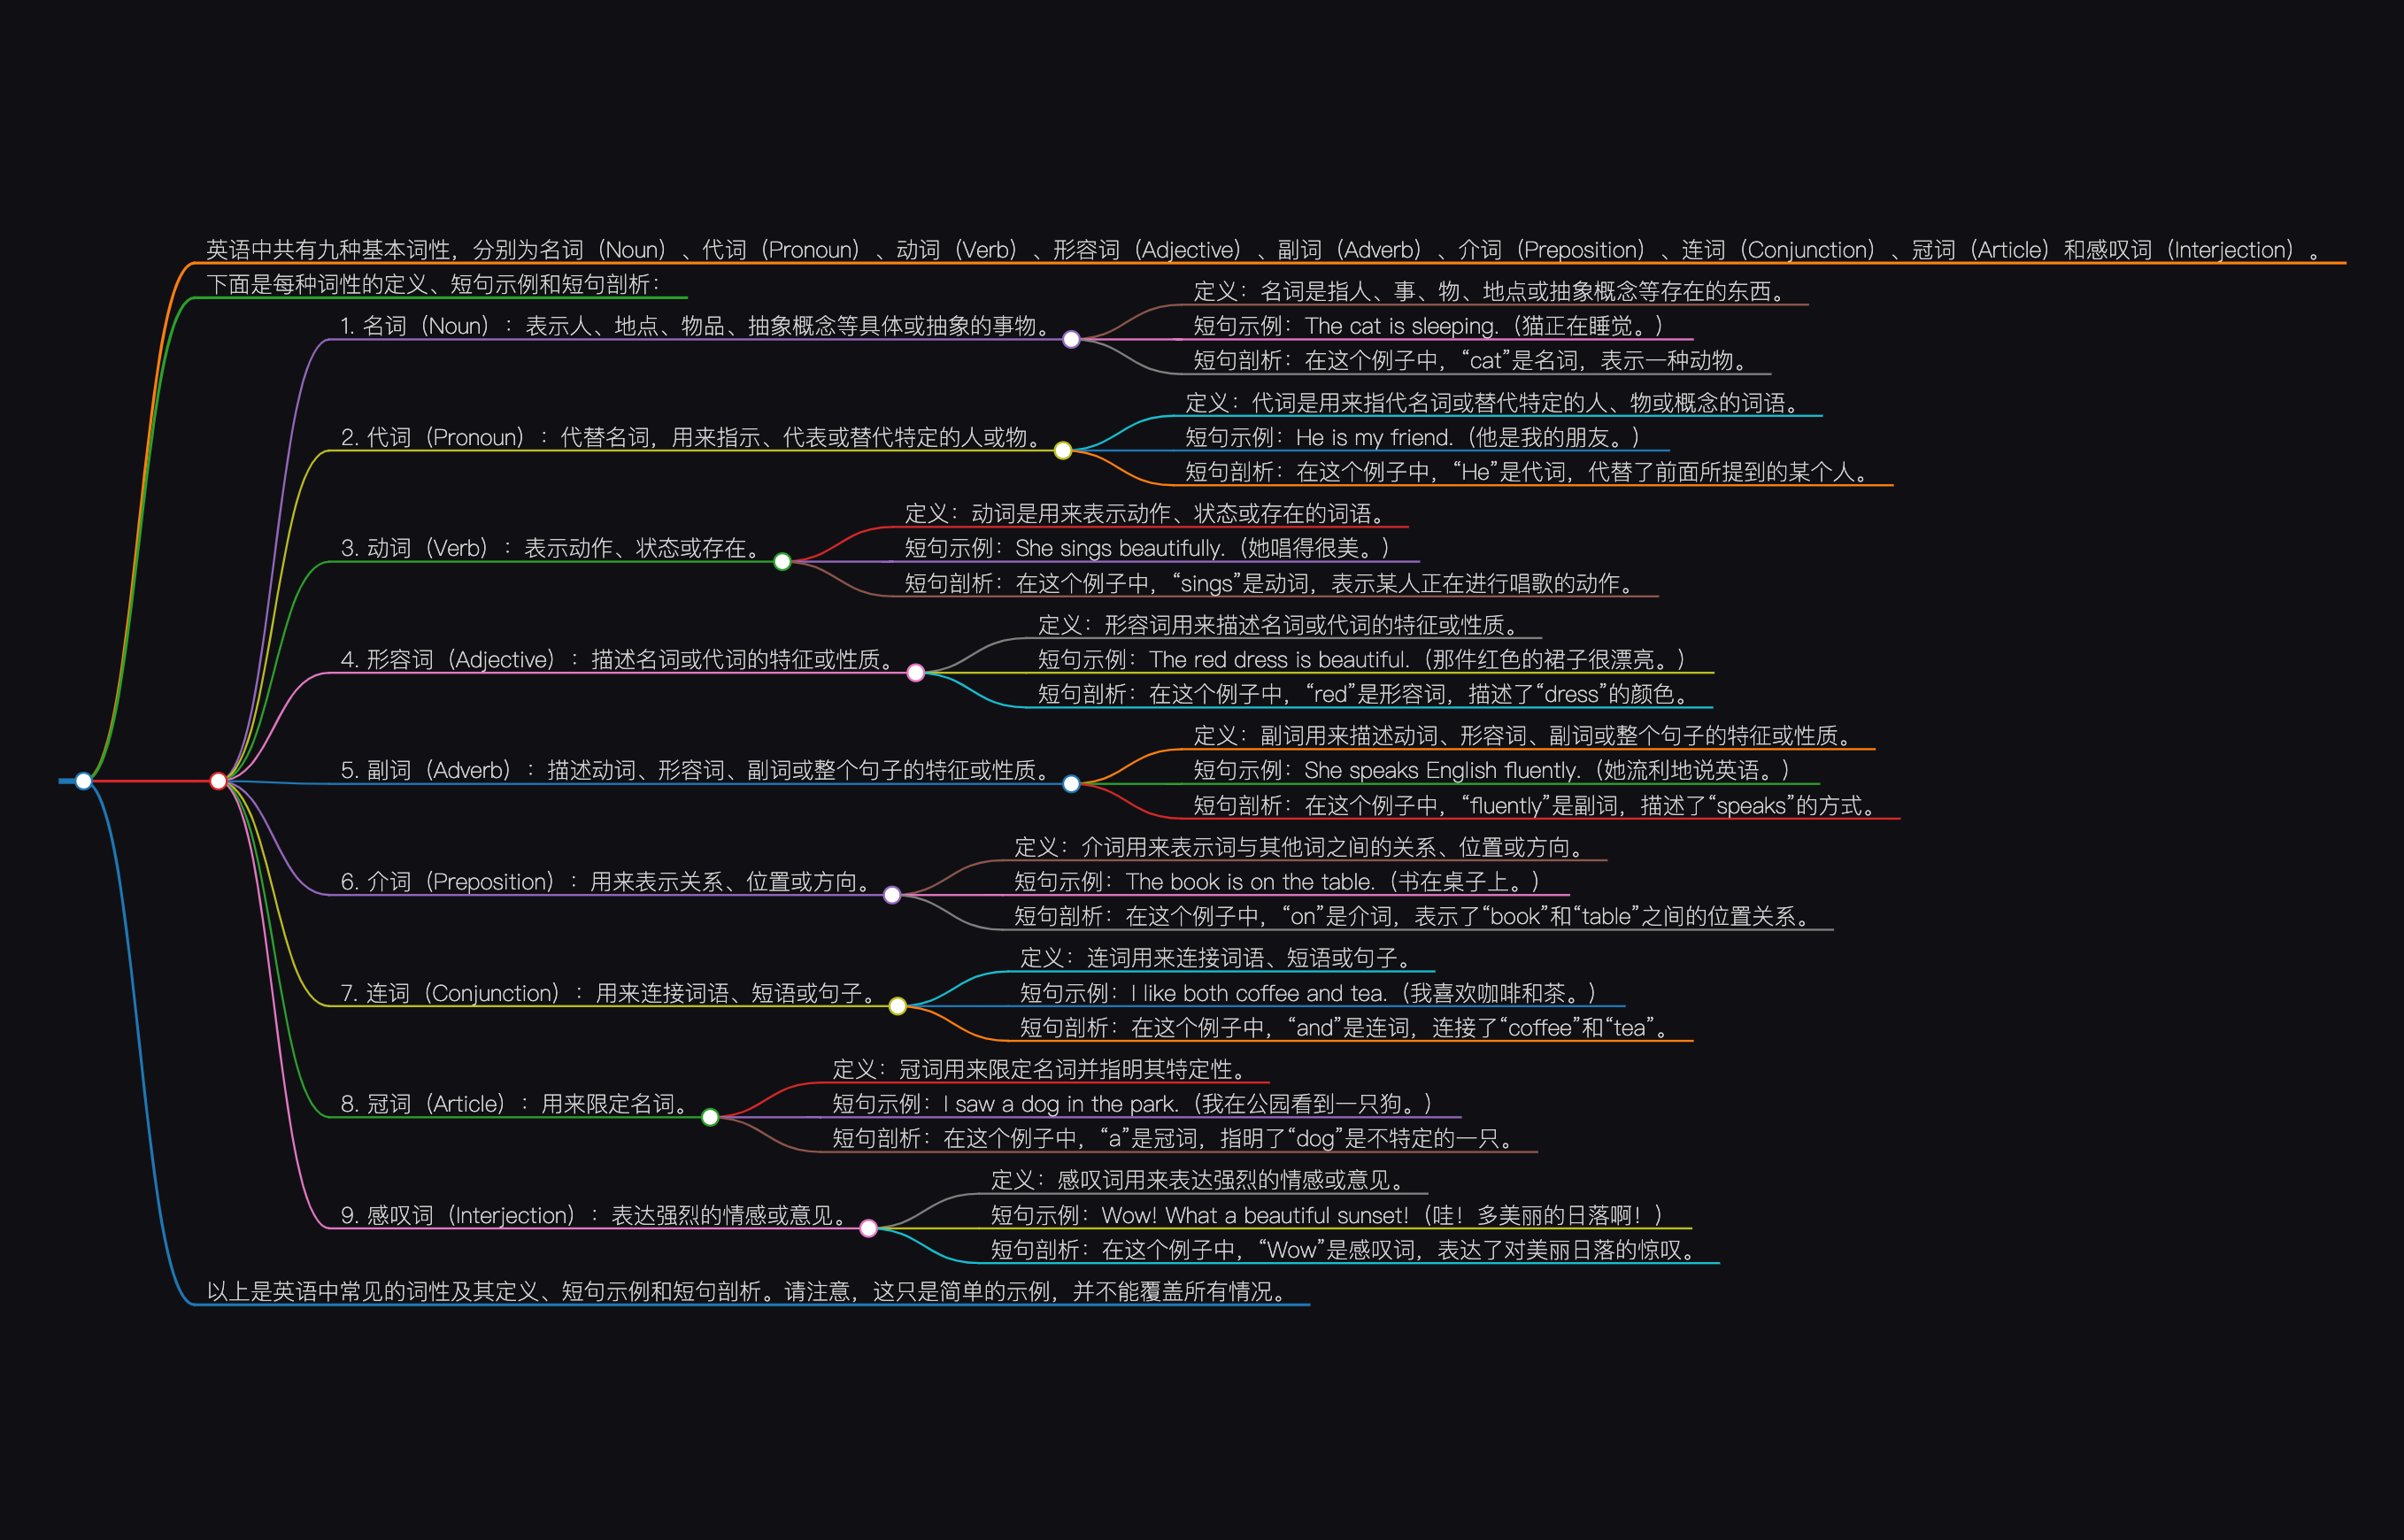 英语中共有九种基本词性，分别为名词（Noun）、代词（Pronoun）、动词（Verb）、形容词（Adjective）、副词（Adverb）、介词（Preposition）、连词（Conjunction）、冠词（Article）和感叹词（Interjection）。
下面是每种词性的定义、短句示例和短句剖析：
1. 名词（Noun）：表示人、地点、物品、抽象概念等具体或抽象的事物。
定义：名词是指人、事、物、地点或抽象概念等存在的东西。
短句示例：The cat is sleeping.（猫正在睡觉。）
短句剖析：在这个例子中，“cat”是名词，表示一种动物。
2. 代词（Pronoun）：代替名词，用来指示、代表或替代特定的人或物。
定义：代词是用来指代名词或替代特定的人、物或概念的词语。
短句示例：He is my friend.（他是我的朋友。）
短句剖析：在这个例子中，“He”是代词，代替了前面所提到的某个人。
3. 动词（Verb）：表示动作、状态或存在。
定义：动词是用来表示动作、状态或存在的词语。
短句示例：She sings beautifully.（她唱得很美。）
短句剖析：在这个例子中，“sings”是动词，表示某人正在进行唱歌的动作。
4. 形容词（Adjective）：描述名词或代词的特征或性质。
定义：形容词用来描述名词或代词的特征或性质。
短句示例：The red dress is beautiful.（那件红色的裙子很漂亮。）
短句剖析：在这个例子中，“red”是形容词，描述了“dress”的颜色。
5. 副词（Adverb）：描述动词、形容词、副词或整个句子的特征或性质。
定义：副词用来描述动词、形容词、副词或整个句子的特征或性质。
短句示例：She speaks English fluently.（她流利地说英语。）
短句剖析：在这个例子中，“fluently”是副词，描述了“speaks”的方式。
6. 介词（Preposition）：用来表示关系、位置或方向。
定义：介词用来表示词与其他词之间的关系、位置或方向。
短句示例：The book is on the table.（书在桌子上。）
短句剖析：在这个例子中，“on”是介词，表示了“book”和“table”之间的位置关系。
7. 连词（Conjunction）：用来连接词语、短语或句子。
定义：连词用来连接词语、短语或句子。
短句示例：I like both coffee and tea.（我喜欢咖啡和茶。）
短句剖析：在这个例子中，“and”是连词，连接了“coffee”和“tea”。
8. 冠词（Article）：用来限定名词。
定义：冠词用来限定名词并指明其特定性。
短句示例：I saw a dog in the park.（我在公园看到一只狗。）
短句剖析：在这个例子中，“a”是冠词，指明了“dog”是不特定的一只。
9. 感叹词（Interjection）：表达强烈的情感或意见。
定义：感叹词用来表达强烈的情感或意见。
短句示例：Wow! What a beautiful sunset!（哇！多美丽的日落啊！）
短句剖析：在这个例子中，“Wow”是感叹词，表达了对美丽日落的惊叹。
以上是英语中常见的词性及其定义、短句示例和短句剖析。请注意，这只是简单的示例，并不能覆盖所有情况。